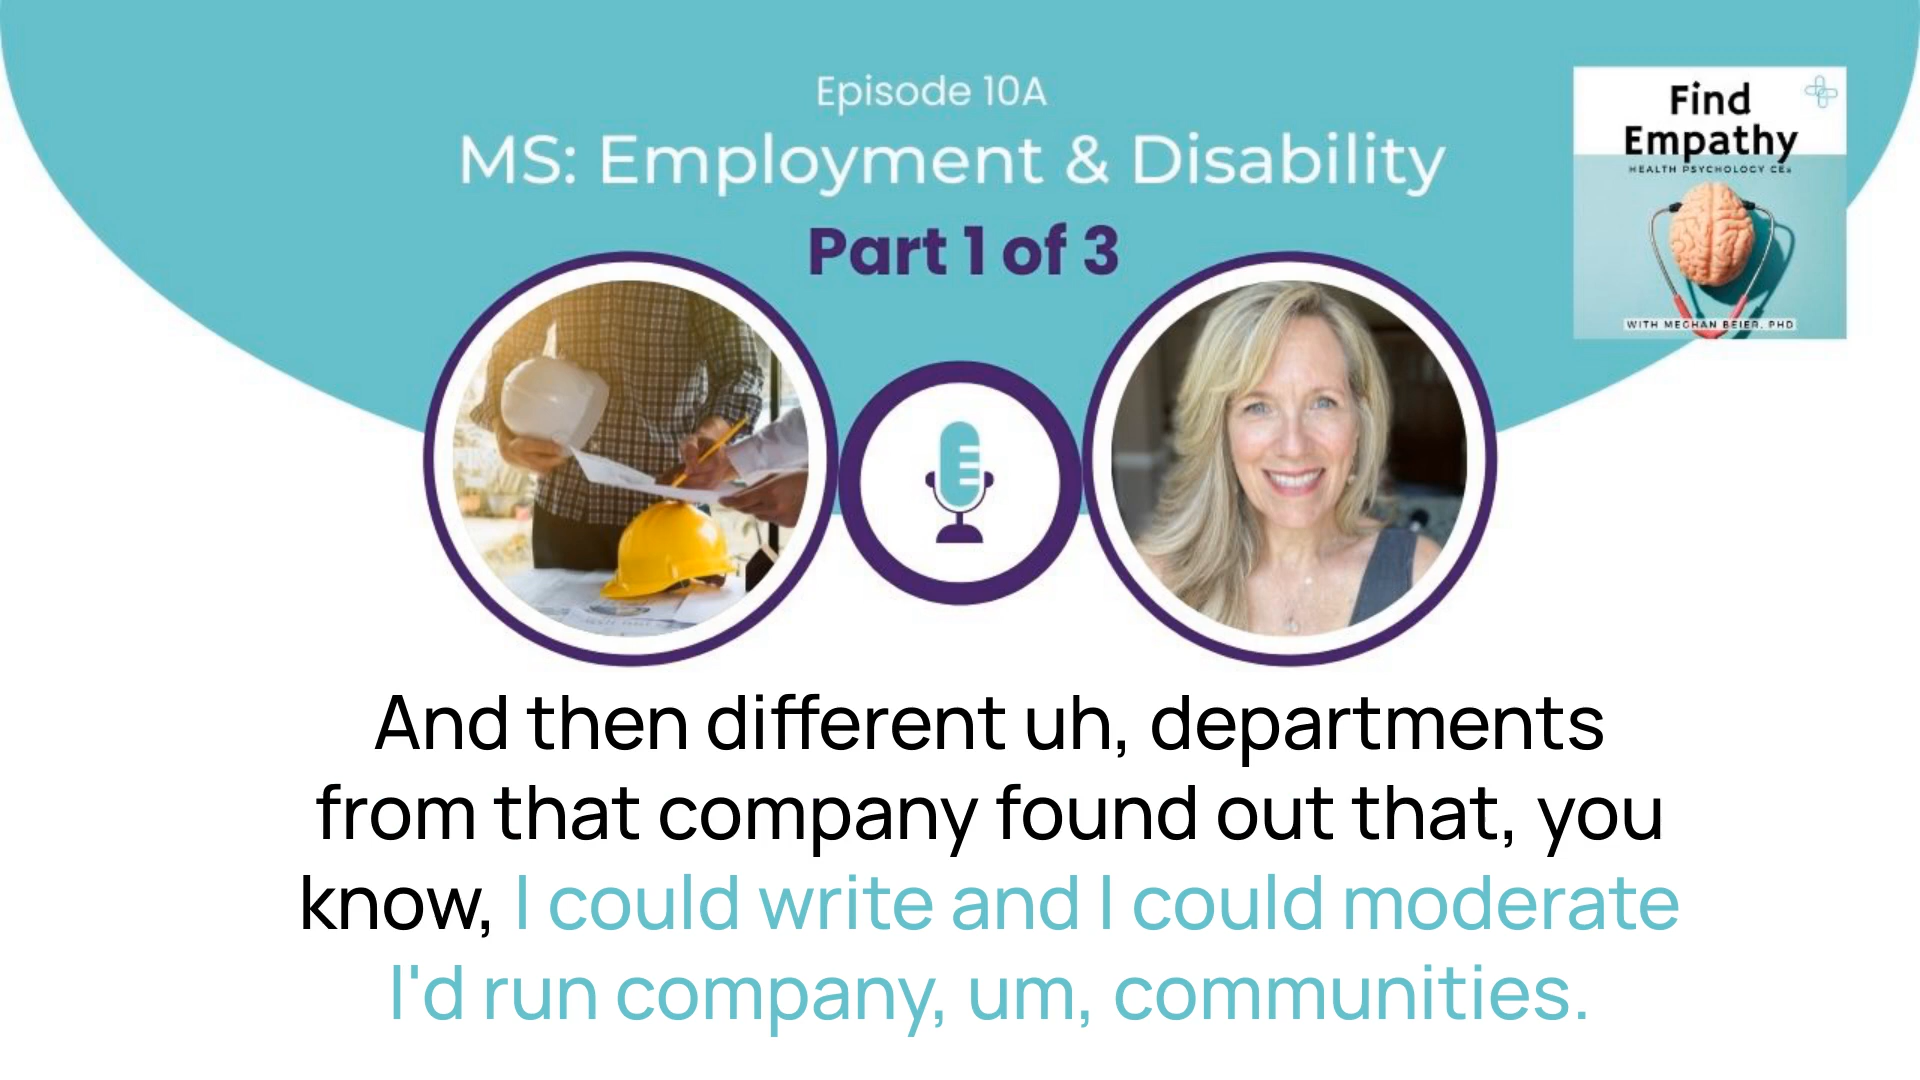 Episode 10A
MS: Employment & Disability
Part 1 of 3
Find
Empathy
HEALTH PSYCHOLOGY CEs
WITH MEGHAN BEIER, PHD
And then different uh, departments
from that company found out that, you
know, I could write and I could moderate
I'd run company, um, communities.